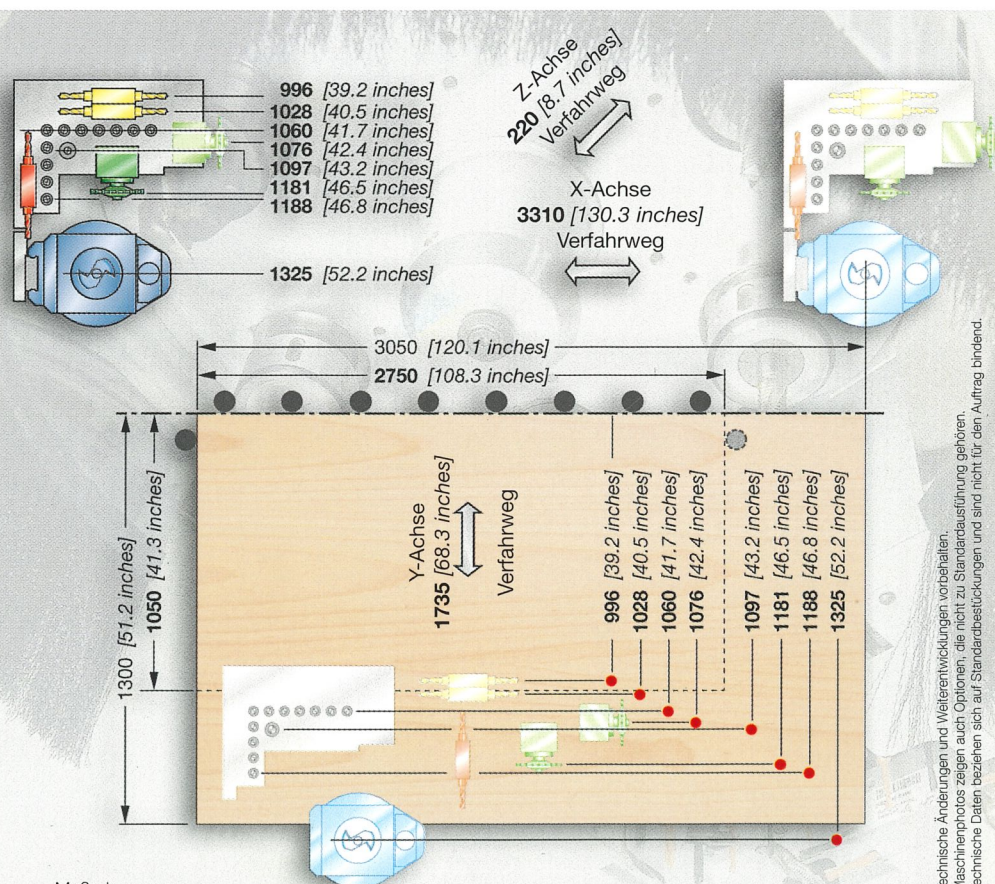 996 [39.2 inches]
1028 [40.5 inches]
1060 [41.7 inches]
1076 [42.4 inches]
1097 [43.2 inches]
1181 [46.5 inches]
1188 [46.8 inches]
1325 [52.2 inches]
Z-Achse
220 [8.7 inches]
Verfahrweg
X-Achse
3310 [130.3 inches]
Verfahrweg
3050 [120.1 inches]
2750 [108.3 inches]
1300 [51.2 inches]
1050 [41.3 inches]
Y-Achse
1735 [68.3 inches]
Verfahrweg
996 [39.2 inches]
1028 [40.5 inches]
1060 [41.7 inches]
1076 [42.4 inches]
1097 [43.2 inches]
1181 [46.5 inches]
1188 [46.8 inches]
1325 [52.2 inches]
echnische Änderungen und Weiterentwicklungen vorbehalten.
Maschinenphotos zeigen auch Optionen, die nicht zu Standardausführung gehören.
echnische Daten beziehen sich auf Standardbestückungen und sind nicht für den Auftrag bindend.